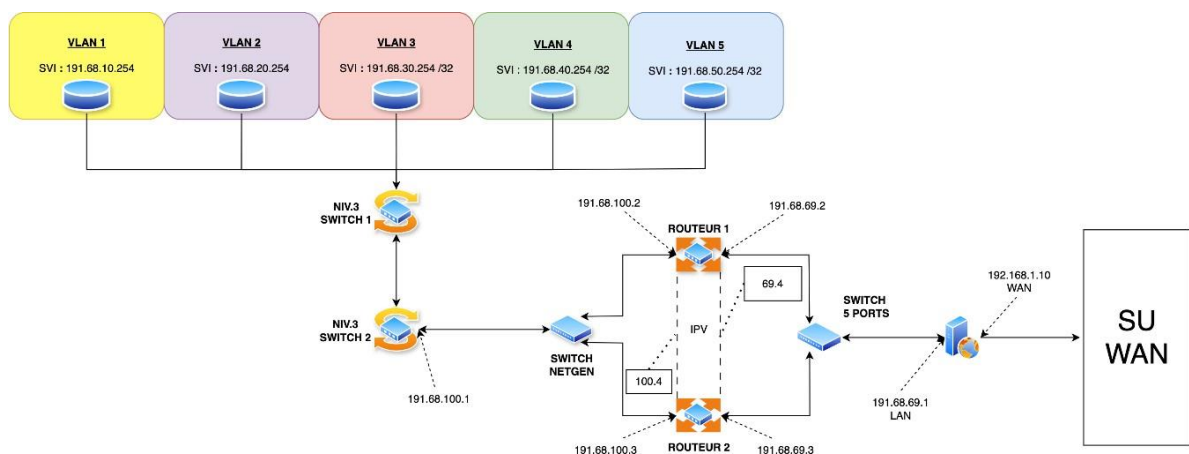 VLAN 1
SVI : 191.68.10.254
VLAN 2
SVI : 191.68.20.254
VLAN 3
SVI : 191.68.30.254 /32
VLAN 4
SVI : 191.68.40.254 /32
VLAN 5
SVI : 191.68.50.254 /32
NIV.3
SWITCH 1
191.68.100.2
191.68.69.2
ROUTEUR 1
69.4
192.168.1.10
WAN
NIV.3
SWITCH 2
SWITCH
5 PORTS
IPV
SU
WAN
SWITCH
NETGEN
100.4
191.68.100.1
191.68.69.1
LAN
191.68.100.3
ROUTEUR 2
191.68.69.3